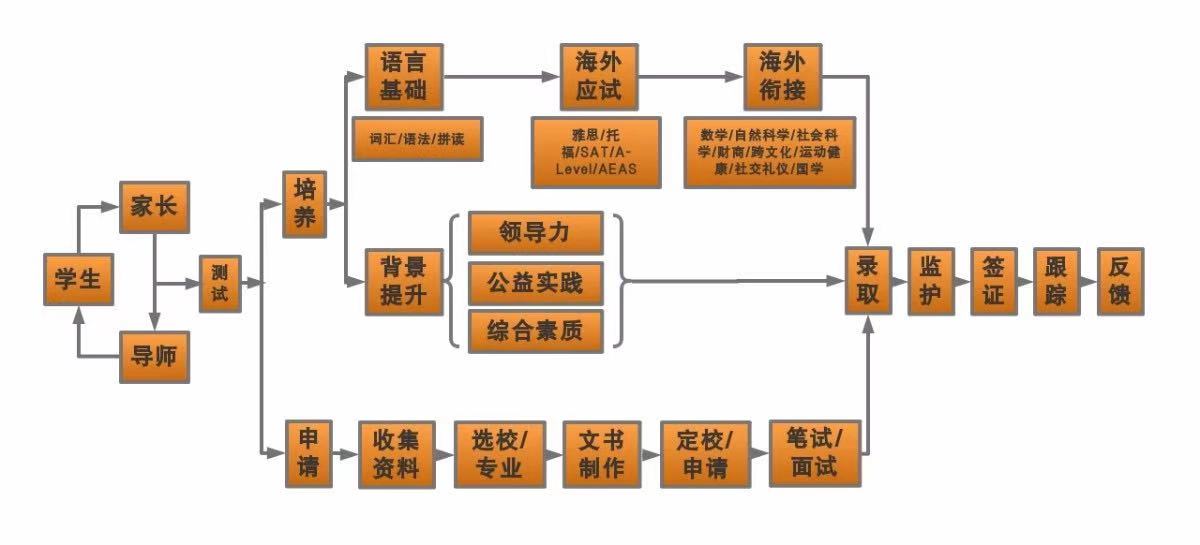 学生
家长
导师
测
试
培
养
语言
基础
词汇/语法/拼读
海外
应试
雅思/托
福/SAT/A-
Level/AEAS
海外
衔接
数学/自然科学/社会科
学/财商/跨文化/运动健
康/社交礼仪/国学
背景
提升
领导力
公益实践
综合素质
申
请
收集
资料
选校/
专业
文书
制作
定校/
申请
笔试/
面试
录
取
监
护
签
证
跟
踪
反
馈